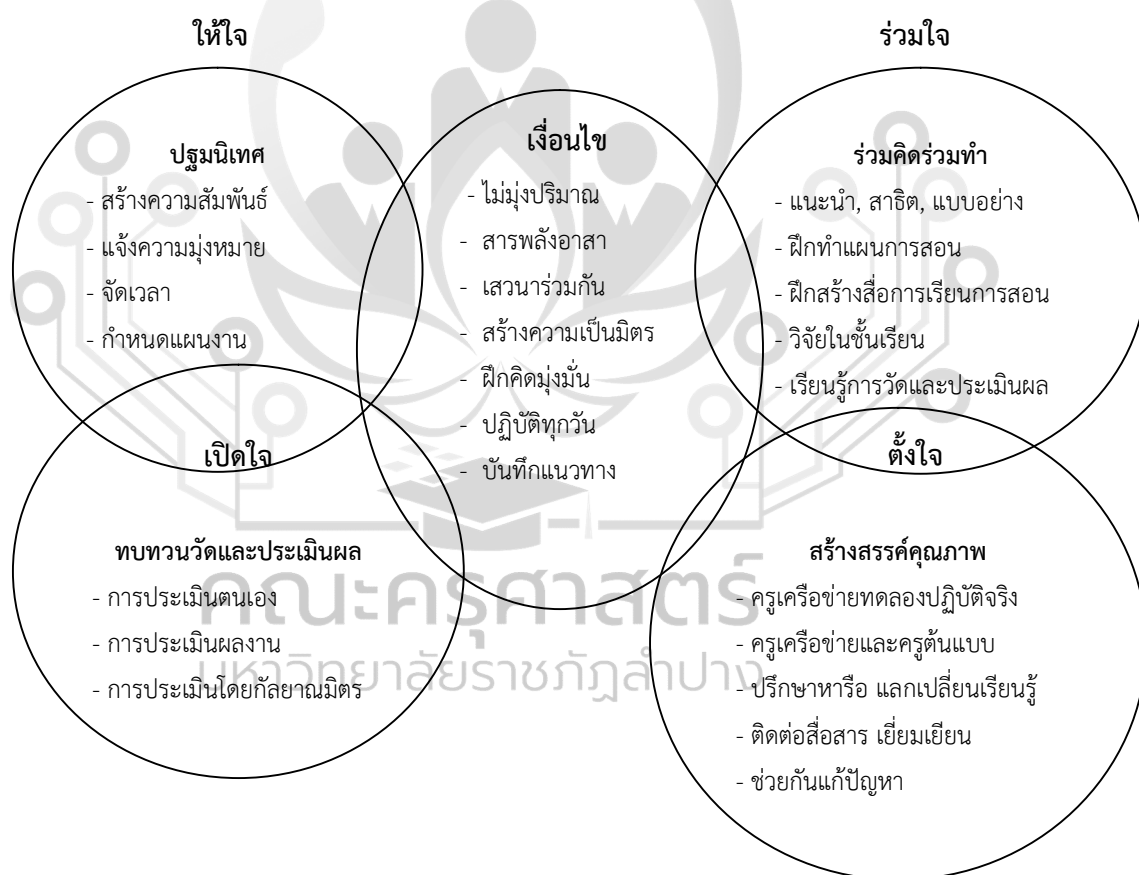 ให้ใจ
ปฐมนิเทศ
- สร้างความสัมพันธ์
- แจ้งความมุ่งหมาย
- จัดเวลา
- กำหนดแผนงาน
เงื่อนไข
- ไม่มุ่งปริมาณ
- สารพลังอาสา
- เสวนาร่วมกัน
- สร้างความเป็นมิตร
- ฝึกคิดมุ่งมั่น
- ปฏิบัติทุกวัน
- บันทึกแนวทาง
ร่วมใจ
ร่วมคิดร่วมทำ
- แนะนำ, สาธิต, แบบอย่าง
- ฝึกทำแผนการสอน
- ฝึกสร้างสื่อการเรียนการสอน
- วิจัยในชั้นเรียน
- เรียนรู้การวัดและประเมินผล
เปิดใจ
ทบทวนวัดและประเมินผล
- การประเมินตนเอง
- การประเมินผลงาน
- การประเมินโดยกัลยาณมิตร
ตั้งใจ
สร้างสรรค์คุณภาพ
- ครูเครือข่ายทดลองปฏิบัติจริง
- ครูเครือข่ายและครูต้นแบบ
- ปรึกษาหารือ แลกเปลี่ยนเรียนรู้
- ติดต่อสื่อสาร เยี่ยมเยียน
- ช่วยกันแก้ปัญหา
คณะครุศาสตร์
มหาวิทยาลัยราชภัฏลำปาง